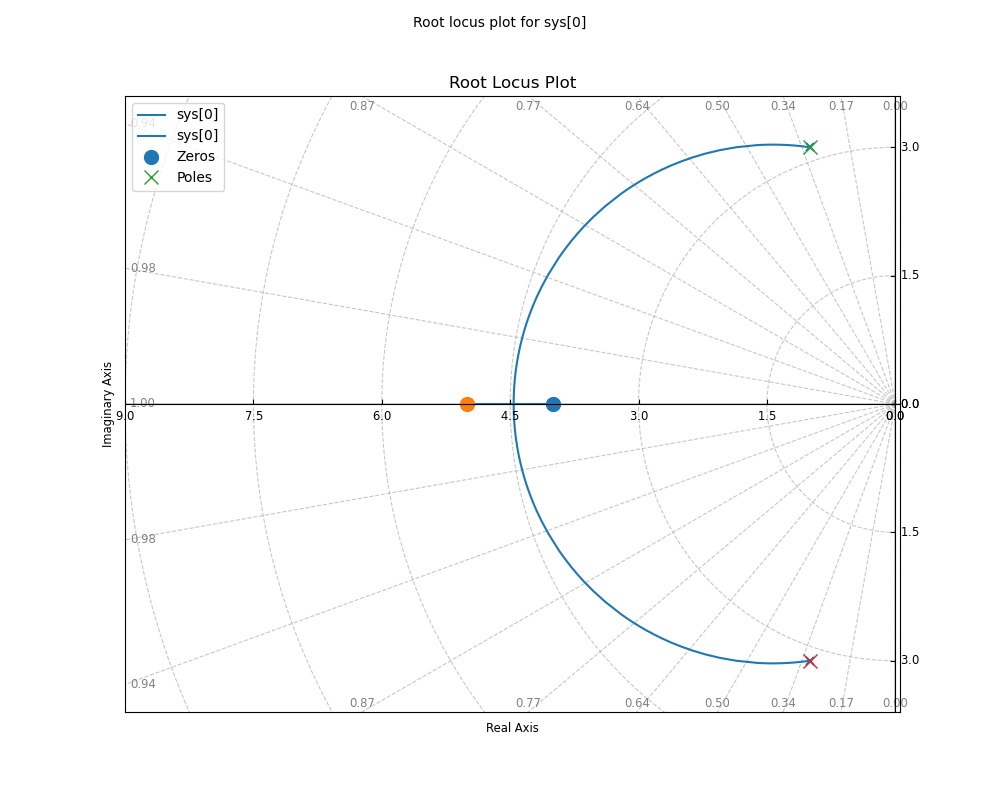 Root locus plot for sys[0]
Root Locus Plot
0.94 0.87 0.77 0.64 0.50 0.34 0.17 0.00
sys[0]
sys[0]
Zeros
Poles
3.0
0.98
1.5
Imaginary Axis
1.00
0.0
9.0 7.5 6.0 4.5 3.0 1.5 0.0 0.0
1.5
0.98
3.0
0.94
0.87 0.77 0.64 0.50 0.34 0.17 0.00
Real Axis